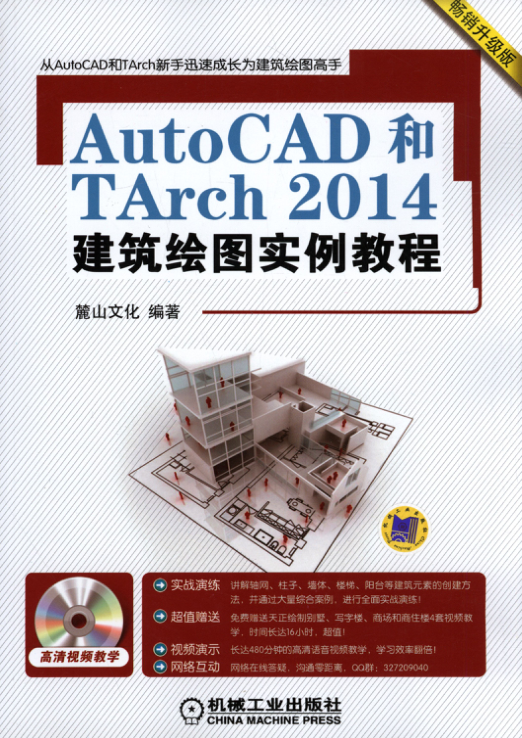 畅销升级版
从AutoCAD和TArch新手迅速成长为建筑绘图高手
AutoCAD 和
TArch 2014
建筑绘图实例教程
麓山文化 编著
高清视频教学
实战演练 讲解轴网、柱子、墙体、楼梯、阳台等建筑元素的创建方
法，并通过大量综合案例，进行全面实战演练！
超值赠送 免费赠送天正绘制别墅、写字楼、商场和商住楼4套视频教
学，时间长达16小时，超值！
视频演示 长达480分钟的高清语音视频教学，学习效率翻倍！
网络互动 网络在线答疑，沟通零距离，QQ群：327209040
机械工业出版社
CHINA MACHINE PRESS